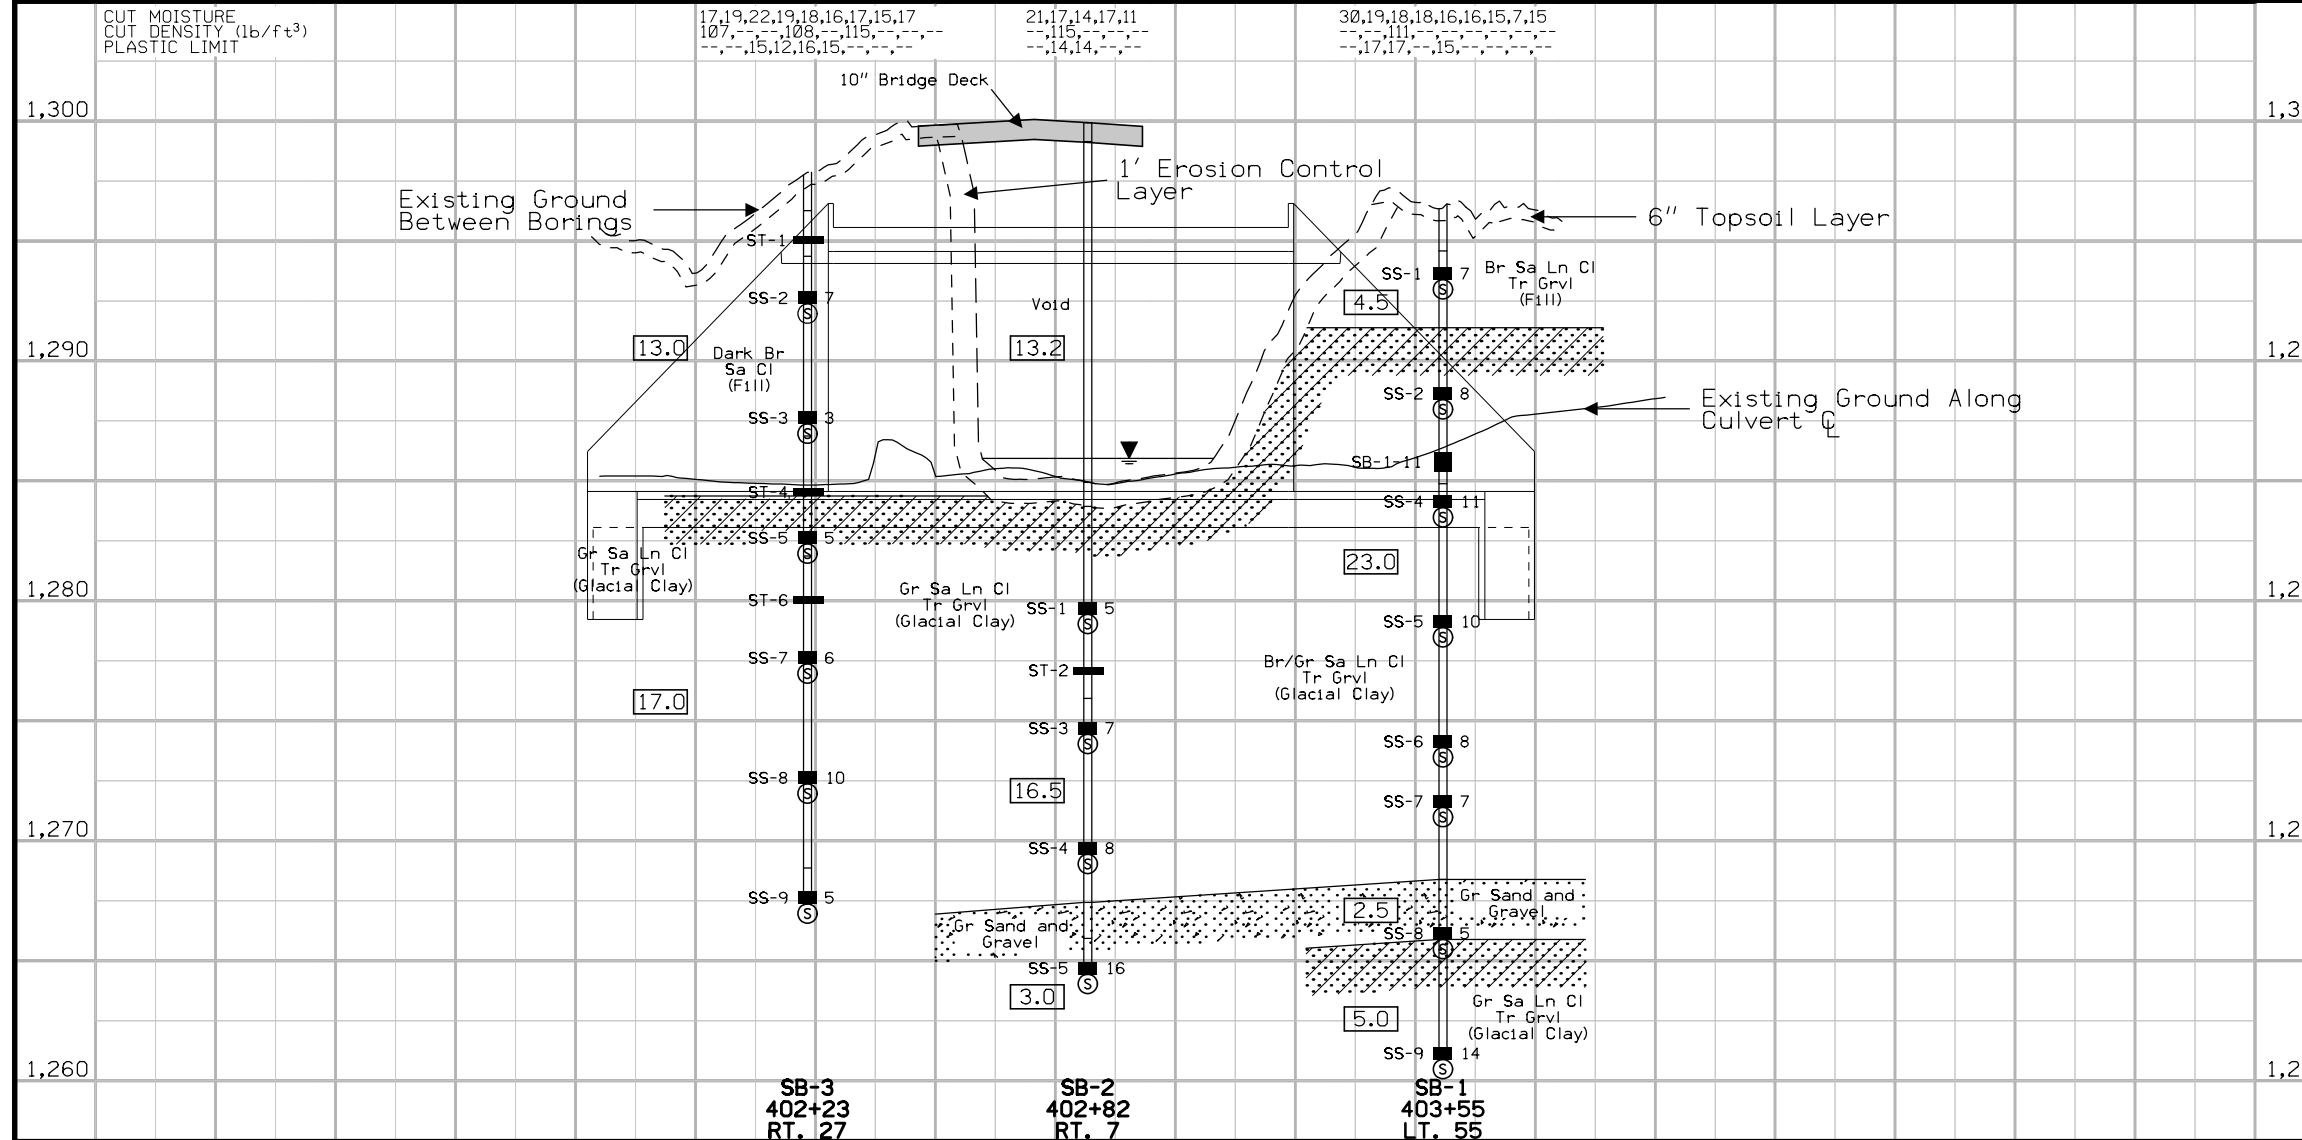 CUT MOISTURE
CUT DENSITY (lb/ft³)
PLASTIC LIMIT
17,19,22,19,18,16,17,15,17
107,--,--,108,--,115,--,--,--
--,--,15,12,16,15,--,--,--
21,17,14,17,11
--,115,--,--,--
--,14,14,--,--
30,19,18,18,16,16,15,7,15
--,--,111,--,--,--,--,--,--
--,17,17,--,15,--,--,--,--
10" Bridge Deck
1,300
1,3
1' Erosion Control
Layer
Existing Ground
Between Borings
6" Topsoil Layer
ST-1
SS-1 7
Br Sa Ln Cl
Tr Grvl
(Fill)
SS-2 7
S
S
Void
4.5
1,290
13.0
13.2
1,2
Dark Br
Sa Cl
(Fill)
SS-2 8
S
Existing Ground Along
Culvert ℄
SS-3 3
S
SB-1-11
ST-4
SS-4 11
S
SS-5 5
S
Gr Sa Ln Cl
Tr Grvl
(Glacial Clay)
23.0
1,280
ST-6
Gr Sa Ln Cl
Tr Grvl
(Glacial Clay)
SS-1 5
S
1,2
SS-5 10
S
SS-7 6
S
ST-2
Br/Gr Sa Ln Cl
Tr Grvl
(Glacial Clay)
17.0
SS-3 7
S
SS-6 8
S
SS-8 10
S
16.5
SS-7 7
S
1,270
1,2
SS-4 8
S
SS-9 5
S
Gr Sand and
Gravel
2.5
Gr Sand and
Gravel
SS-8 5
S
SS-5 16
S
3.0
5.0
Gr Sa Ln Cl
Tr Grvl
(Glacial Clay)
SS-9 14
S
1,260
1,2
SB-3
402+23
RT. 27
SB-2
402+82
RT. 7
SB-1
403+55
LT. 55